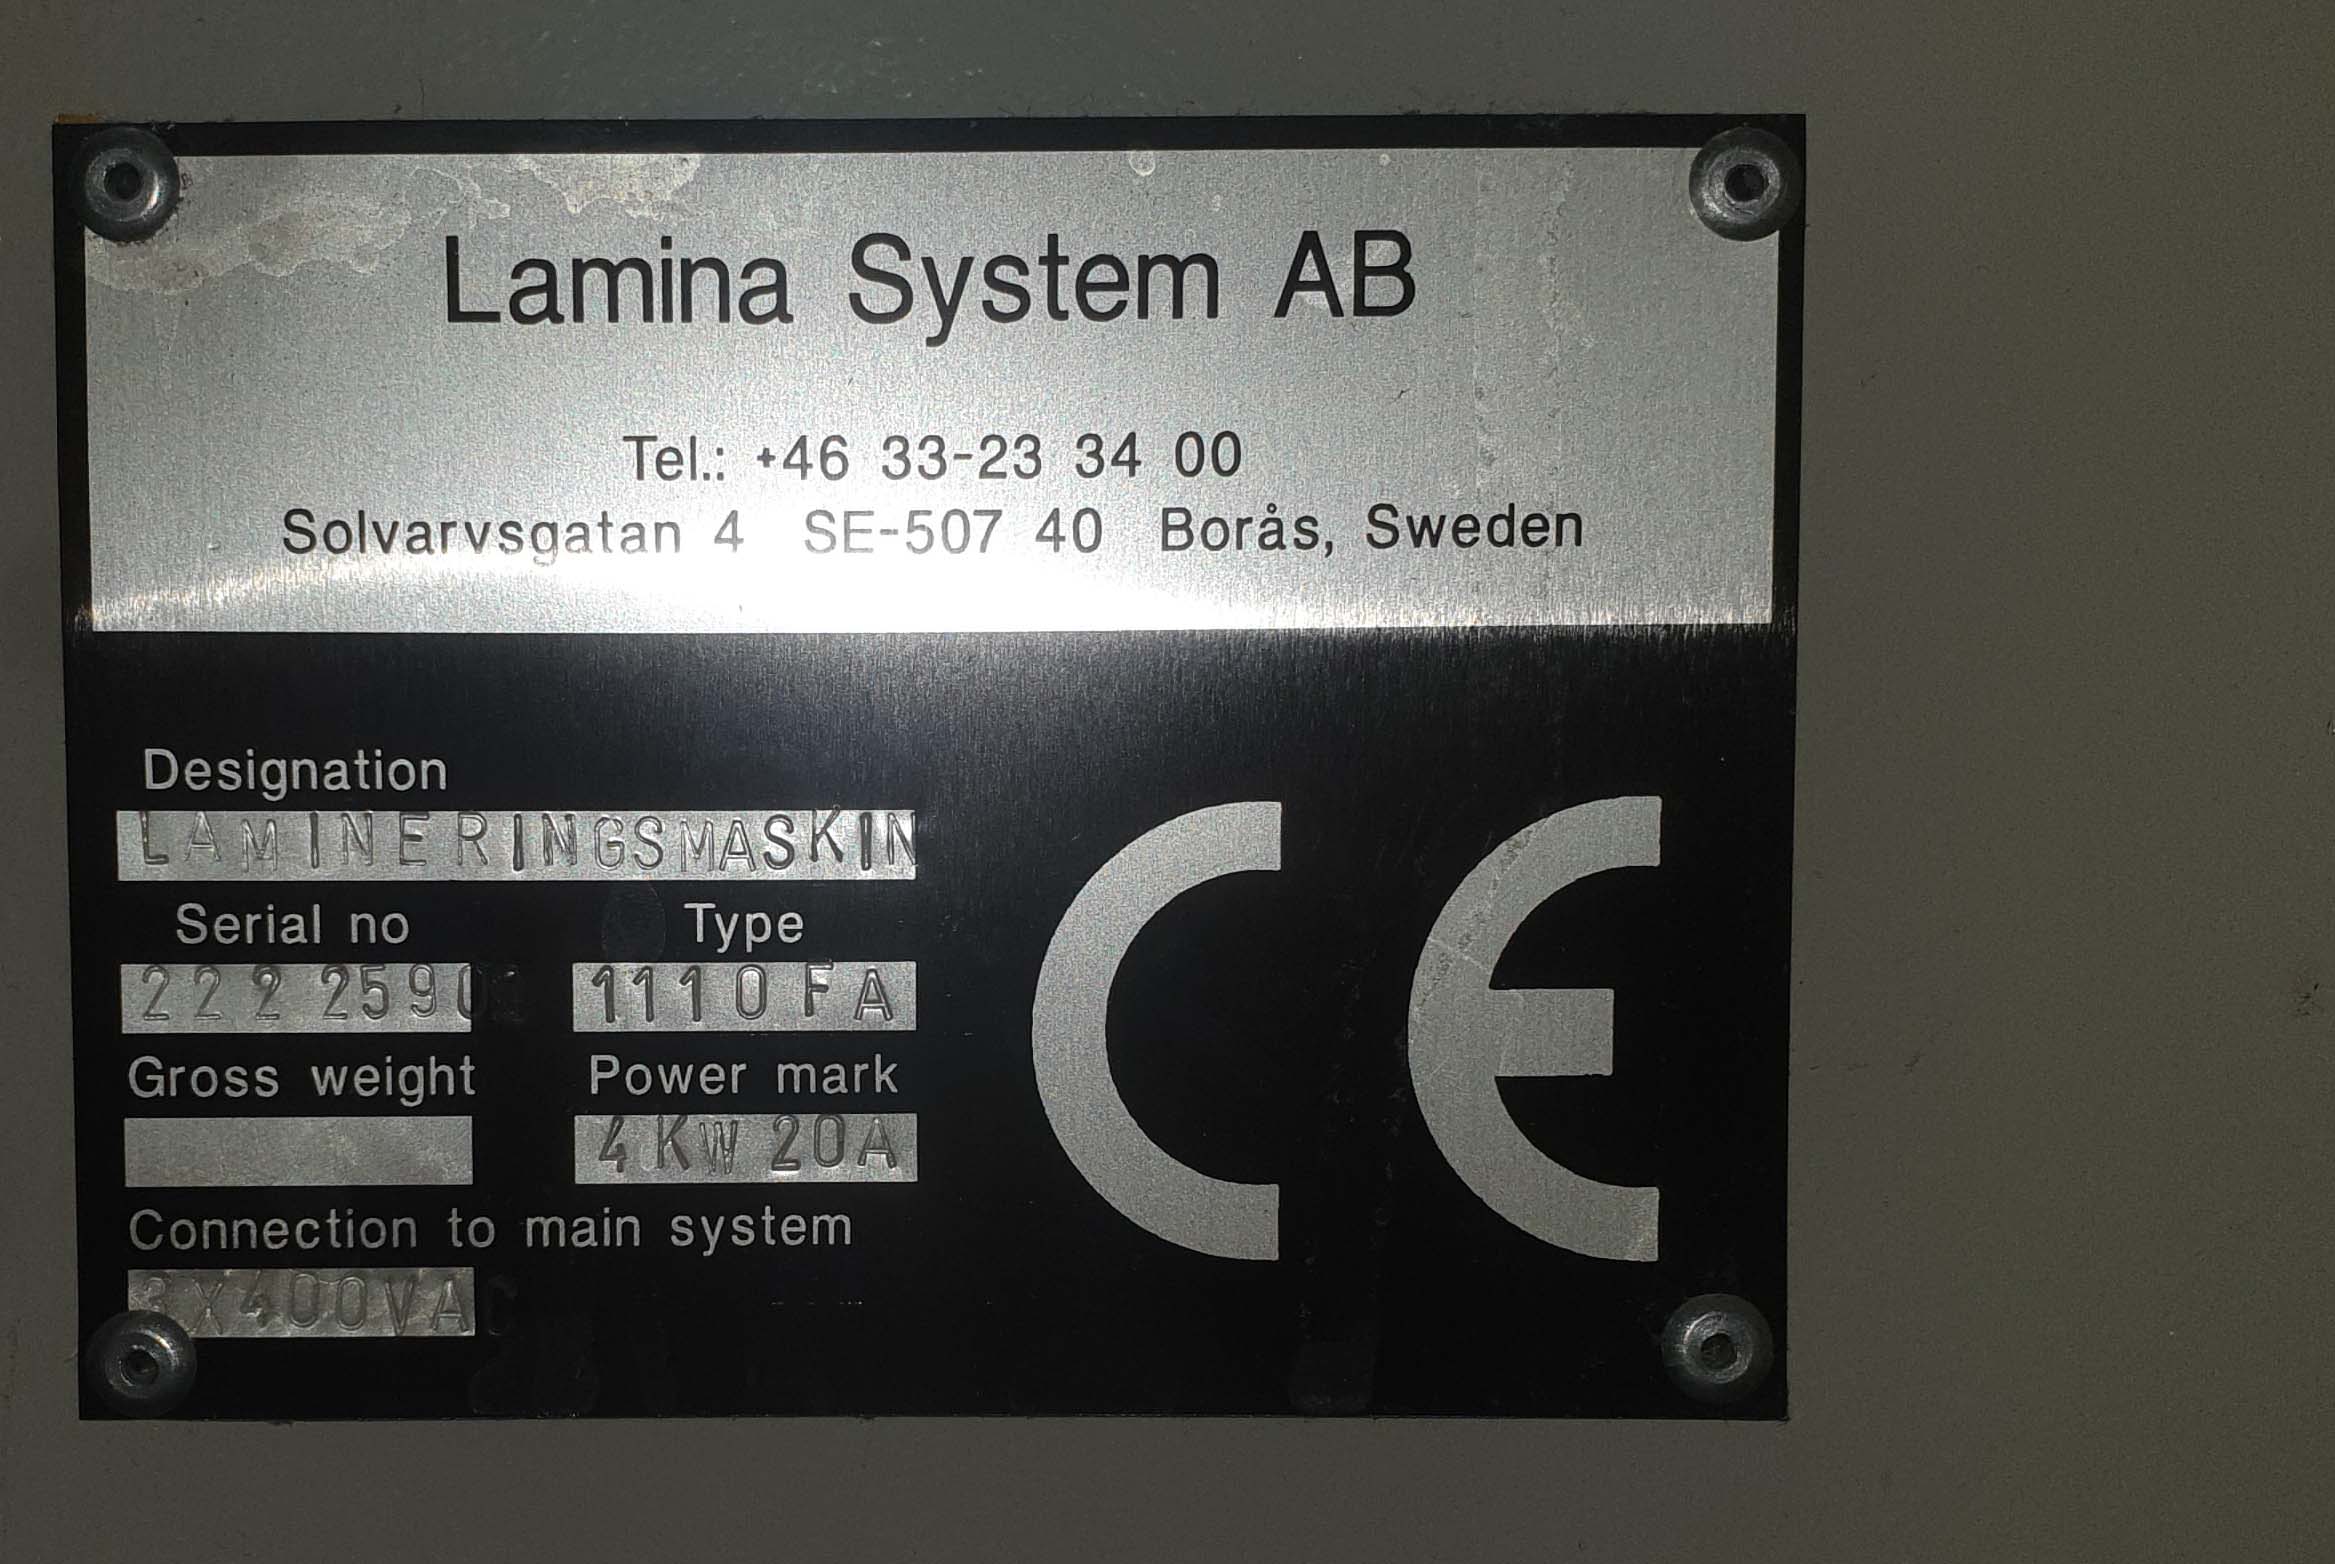 Lamina System AB
Tel.: +46 33-23 34 00
Solvarvsgatan 4 SE-507 40 Borås, Sweden
Designation
LAMINERINGSMASKIN
Serial no Type
1110 FA
Gross weight Power mark
4KW 20A
Connection to main system
3X400VAC
CE